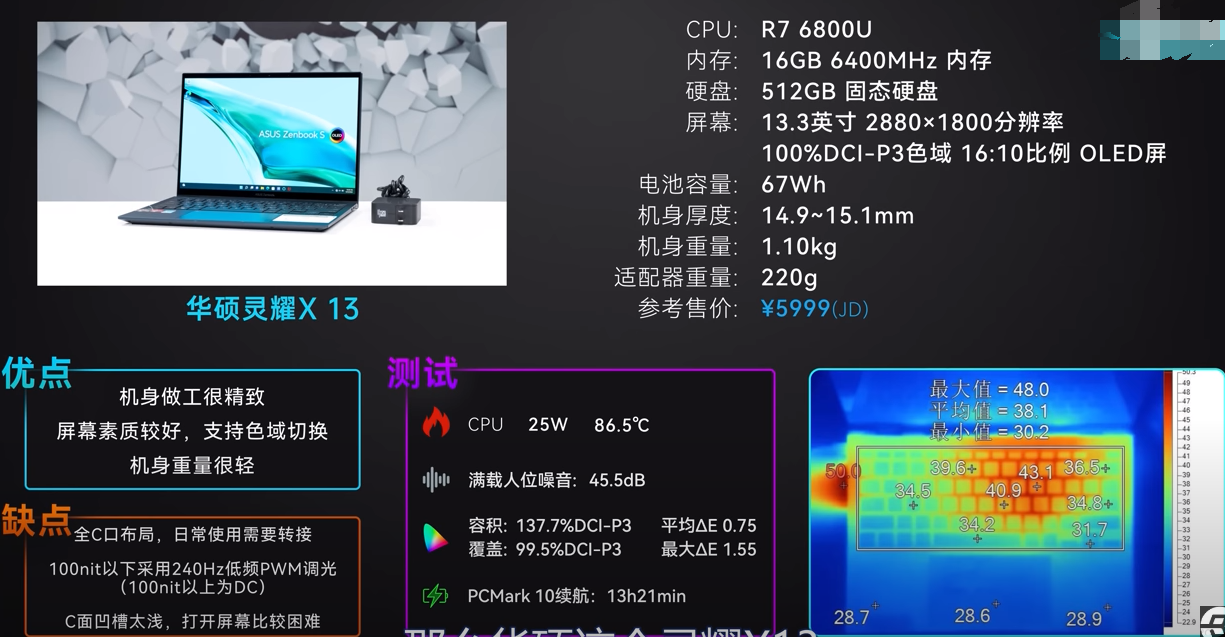 ASUS Zenbook S
OLED
华硕灵耀X 13
CPU: R7 6800U
内存: 16GB 6400MHz 内存
硬盘: 512GB 固态硬盘
屏幕: 13.3英寸 2880×1800分辨率
100%DCI-P3色域 16:10比例 OLED屏
电池容量: 67Wh
机身厚度: 14.9~15.1mm
机身重量: 1.10kg
适配器重量: 220g
参考售价: ¥5999(JD)
优点
机身做工很精致
屏幕素质较好，支持色域切换
机身重量很轻
缺点
全C口布局，日常使用需要转接
100nit以下采用240Hz低频PWM调光
（100nit以上为DC）
C面凹槽太浅，打开屏幕比较困难
测试
CPU 25W 86.5℃
满载人位噪音: 45.5dB
容积: 137.7%DCI-P3 平均ΔE 0.75
覆盖: 99.5%DCI-P3 最大ΔE 1.55
PCMark 10续航: 13h21min
最大值 = 48.0
平均值 = 38.1
最小值 = 30.2
50.0
39.6
43.1
36.5
34.5
40.9
34.8
34.2
31.7
28.7
28.6
28.9
50.3
49
48
47
46
45
44
43
42
41
40
39
38
37
36
35
34
33
32
31
30
29
28
27
26
25
24
22.9